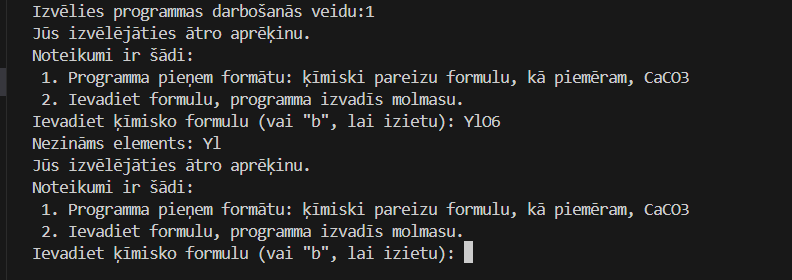 Izvēlies programmas darbošanās veidu:1
Jūs izvēlējāties ātro aprēķinu.
Noteikumi ir šādi:
1. Programma pieņem formātu: ķīmiski pareizu formulu, kā piemēram, CaCO3
2. Ievadiet formulu, programma izvadīs molmasu.
Ievadiet ķīmisko formulu (vai "b", lai izietu): YlO6
Nezināms elements: Yl
Jūs izvēlējāties ātro aprēķinu.
Noteikumi ir šādi:
1. Programma pieņem formātu: ķīmiski pareizu formulu, kā piemēram, CaCO3
2. Ievadiet formulu, programma izvadīs molmasu.
Ievadiet ķīmisko formulu (vai "b", lai izietu):